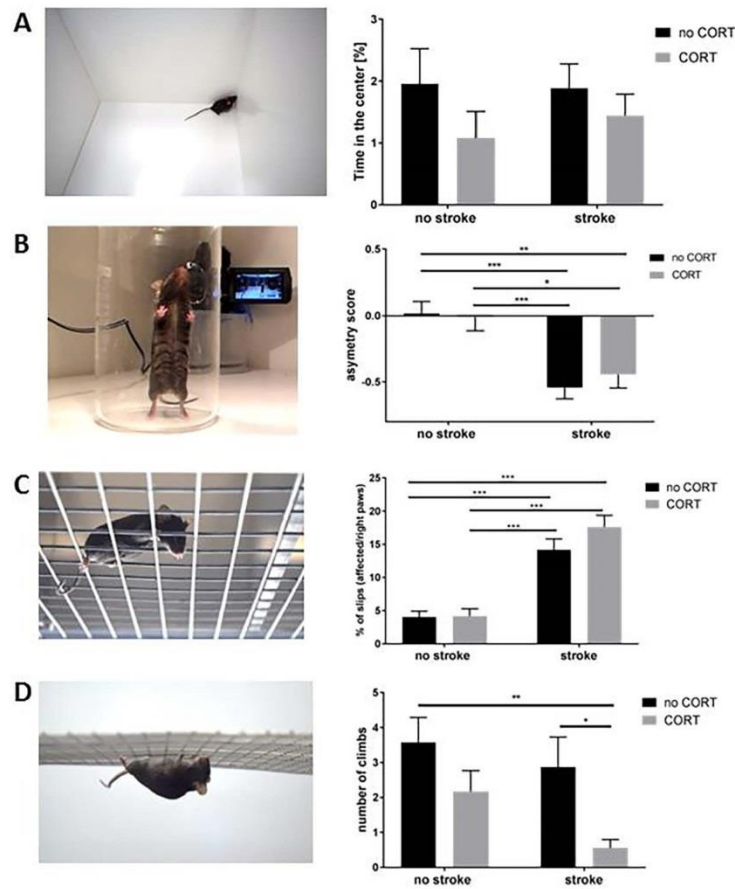 A
Time in the center [%]
3
2
1
0
no CORT
CORT
no stroke
stroke
B
asymetry score
0.5
0.0
-0.5
**
***
*
***
no CORT
CORT
no stroke
stroke
C
% of slips (affected/right paws)
25
20
15
10
5
0
***
***
***
***
no CORT
CORT
no stroke
stroke
D
number of climbs
5
4
3
2
1
0
**
*
no CORT
CORT
no stroke
stroke